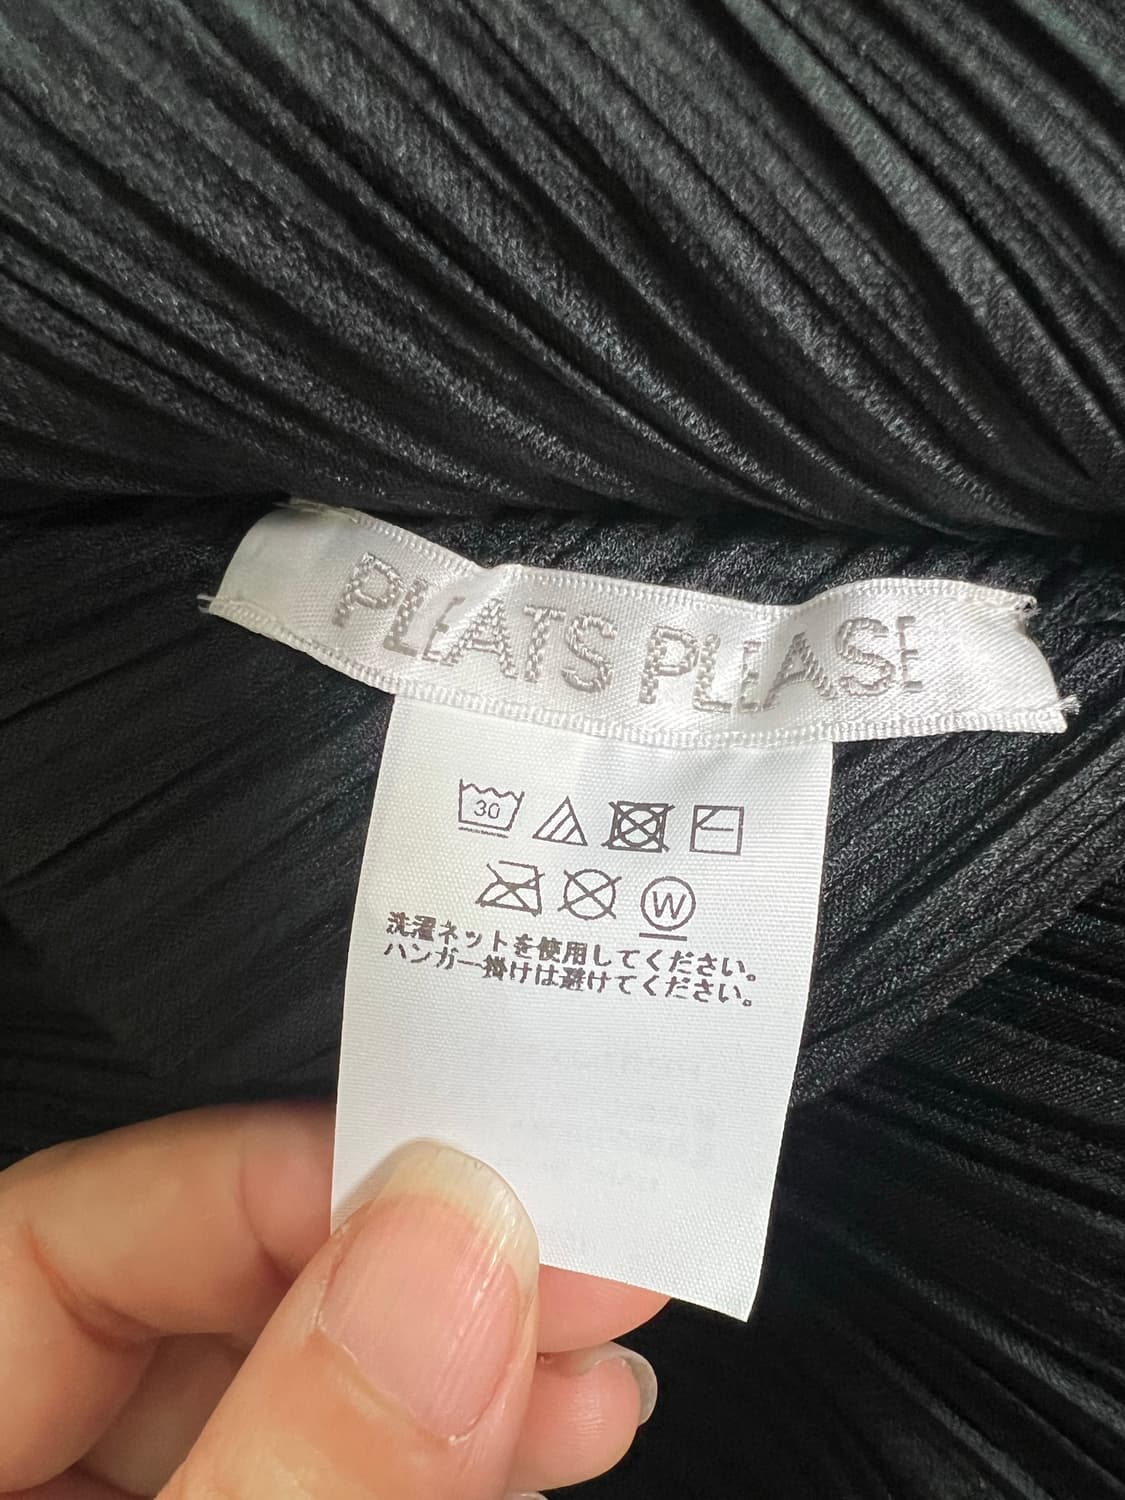 PLEATS PLEASE
30
W
洗濯ネットを使用してください。
ハンガー掛けは避けてください。